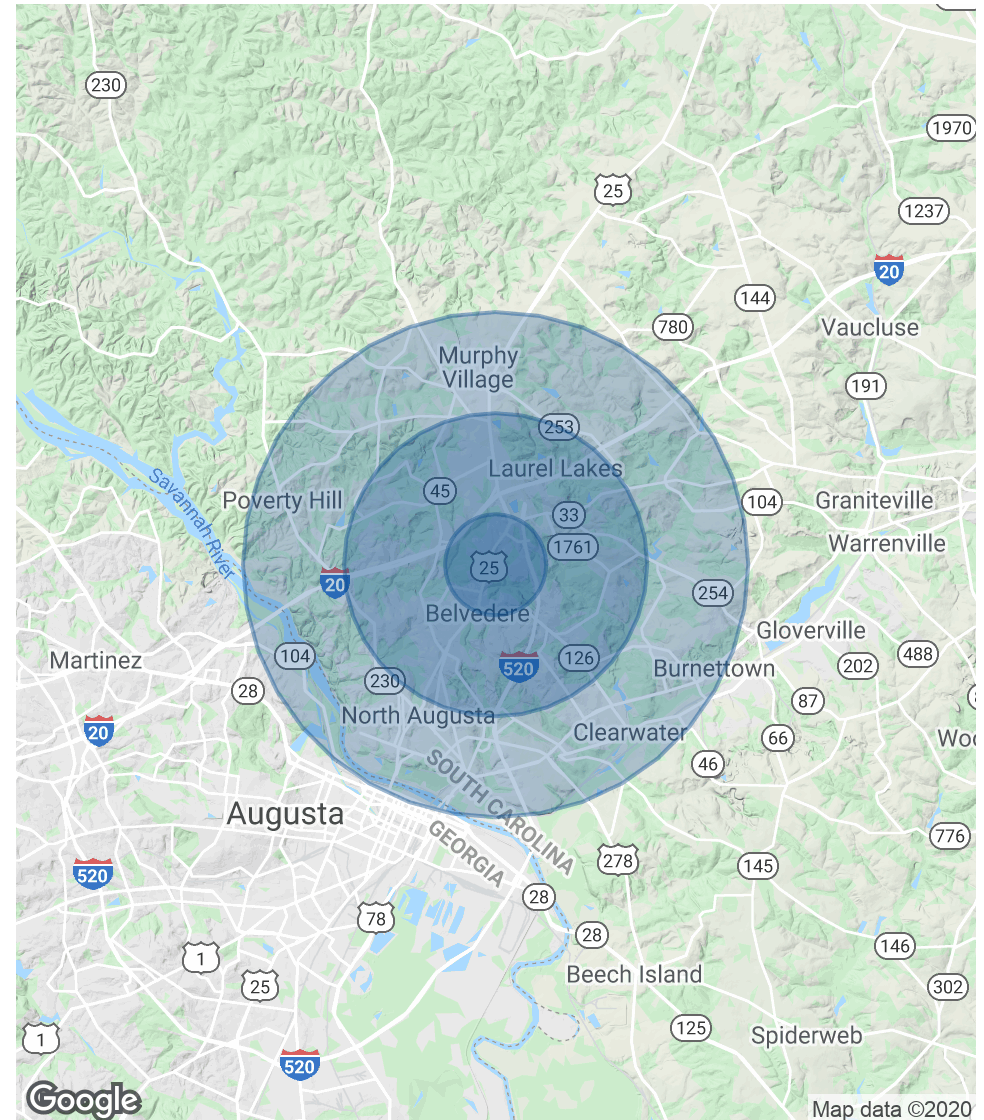 230
1970
25
1237
20
144
780
Vaucluse
Murphy
Village
191
253
Laurel Lakes
45
Poverty Hill
104
Graniteville
33
Savannah River
1761
Warrenville
25
20
254
Belvedere
Gloverville
104
520
126
Martinez
Burnettown
202
488
230
28
87
North Augusta
20
Clearwater
66
Woo
46
SOUTH CAROLINA
Augusta
GEORGIA
776
278
145
520
28
78
28
146
1
25
Beech Island
302
125
1
Spiderweb
520
Google
Map data ©2020